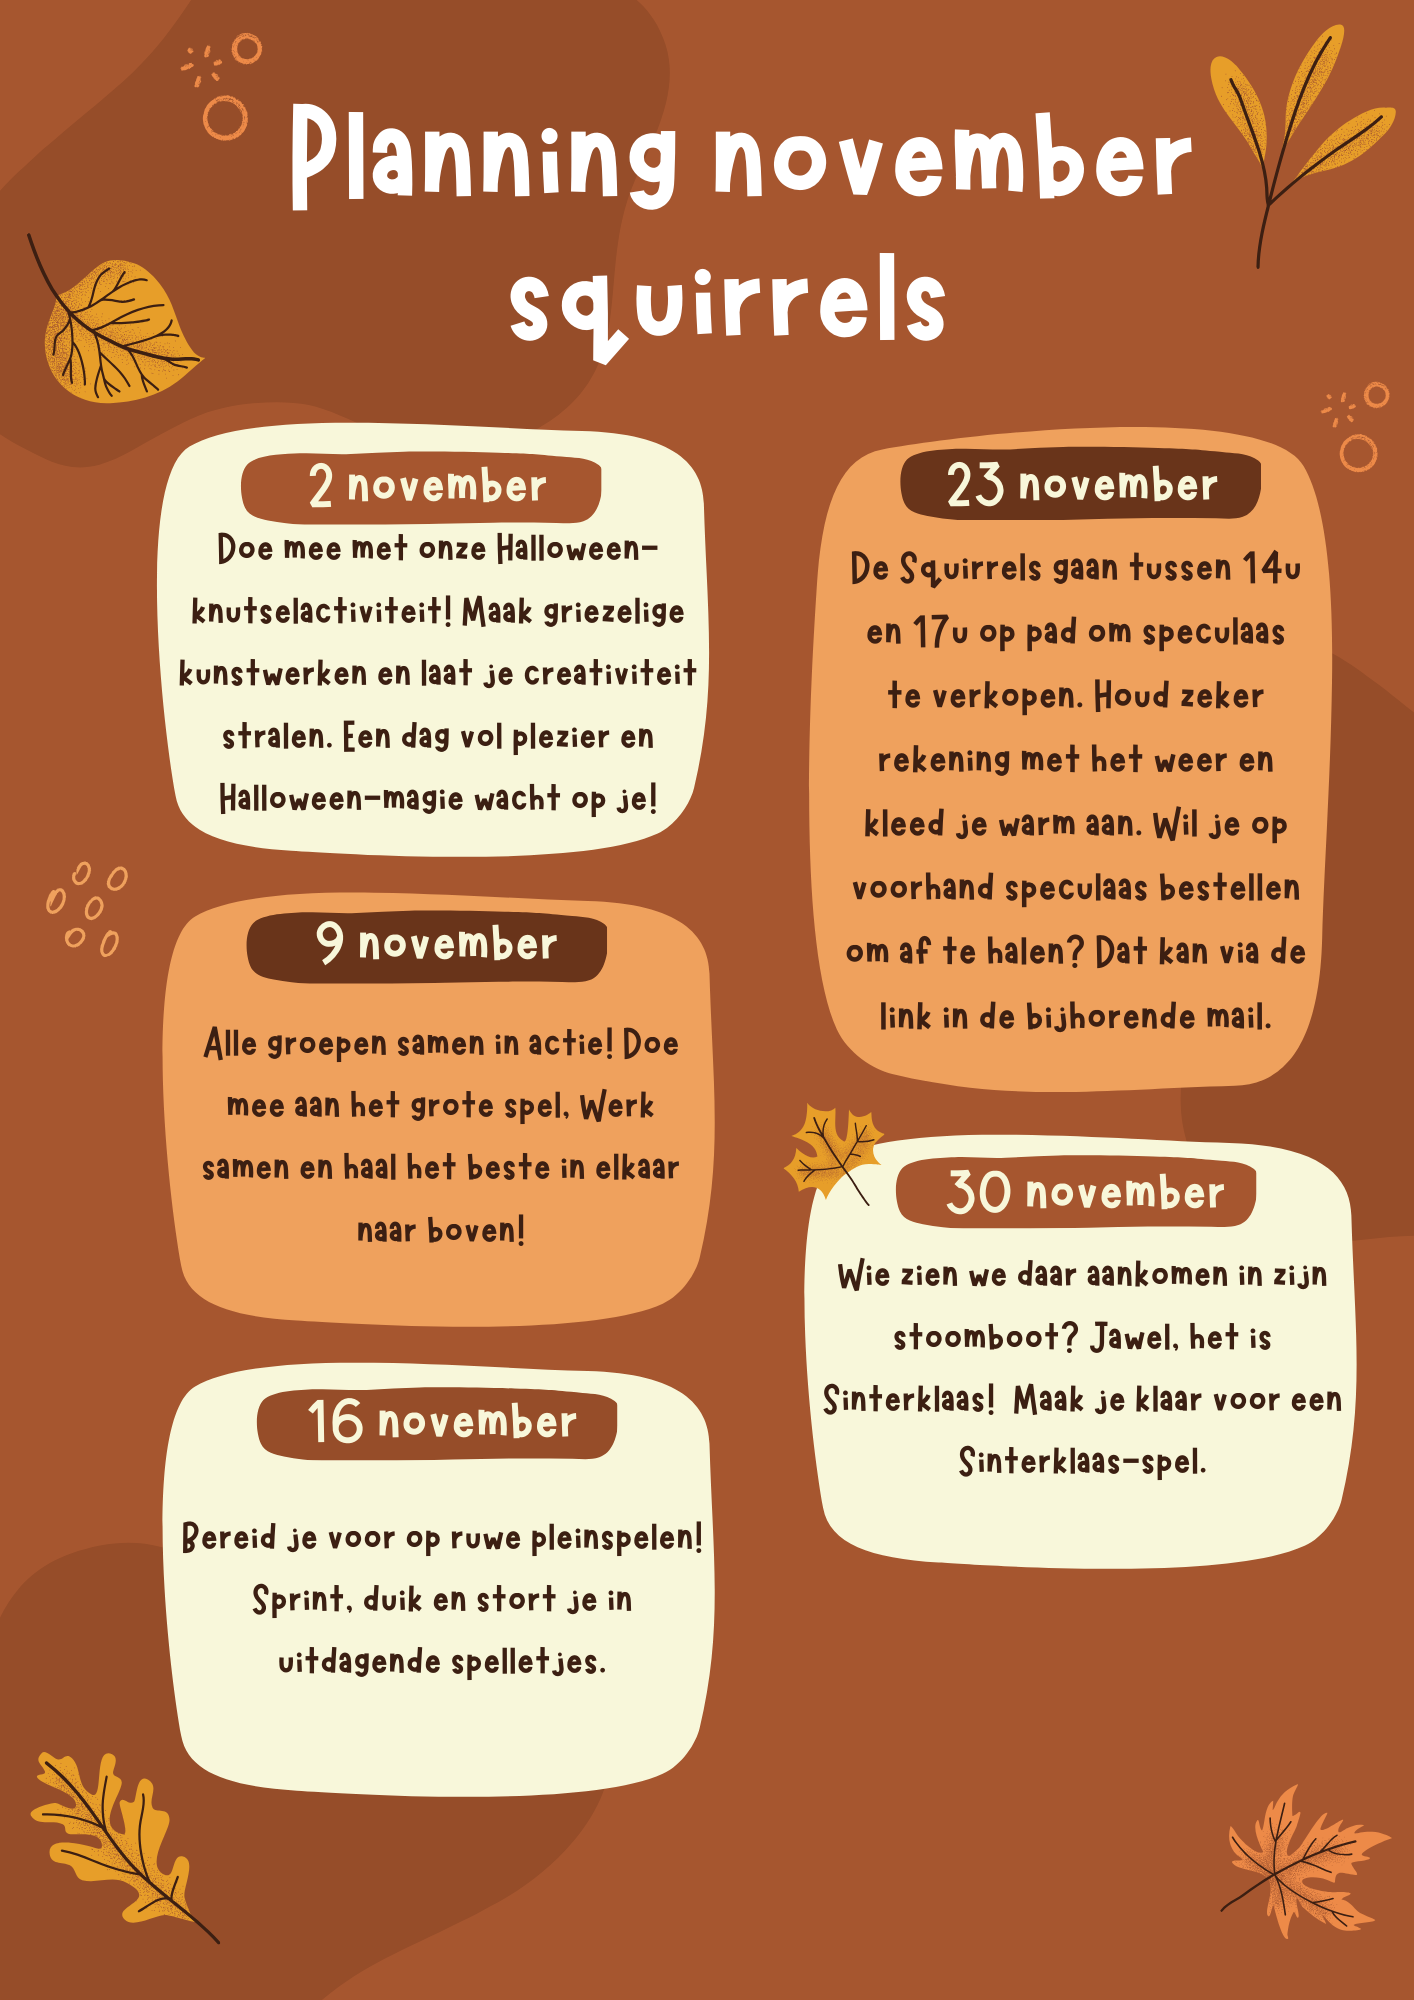 Planning november
squirrels
2 november
Doe mee met onze Halloween-
knutselactiviteit! Maak griezelige
kunstwerken en laat je creativiteit
stralen. Een dag vol plezier en
Halloween-magie wacht op je!
9 november
Alle groepen samen in actie! Doe
mee aan het grote spel, Werk
samen en haal het beste in elkaar
naar boven!
16 november
Bereid je voor op ruwe pleinspelen!
Sprint, duik en stort je in
uitdagende spelletjes.
23 november
De Squirrels gaan tussen 14u
en 17u op pad om speculaas
te verkopen. Houd zeker
rekening met het weer en
kleed je warm aan. Wil je op
voorhand speculaas bestellen
om af te halen? Dat kan via de
link in de bijhorende mail.
30 november
Wie zien we daar aankomen in zijn
stoomboot? Jawel, het is
Sinterklaas! Maak je klaar voor een
Sinterklaas-spel.